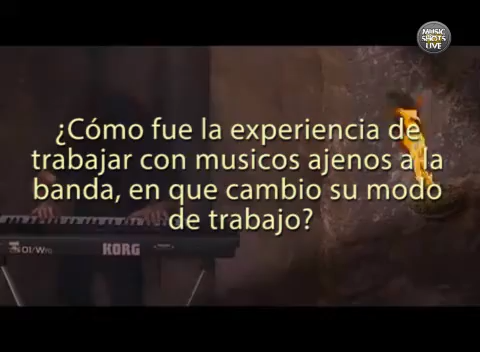 MUSIC
SHOTS
LIVE
¿Cómo fue la experiencia de
trabajar con musicos ajenos a la
banda, en que cambio su modo
de trabajo?
01/W
KORG